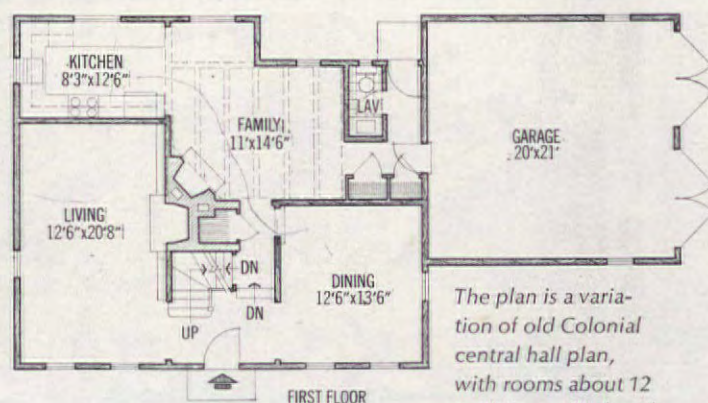 KITCHEN
8'3"x12'6"
FAMILY
11'x14'6"
LAV
GARAGE
20'x21'
LIVING
12'6"x20'8"
DINING
12'6"x13'6"
DN
DN
UP
FIRST FLOOR
The plan is a varia-
tion of old Colonial
central hall plan,
with rooms about 12